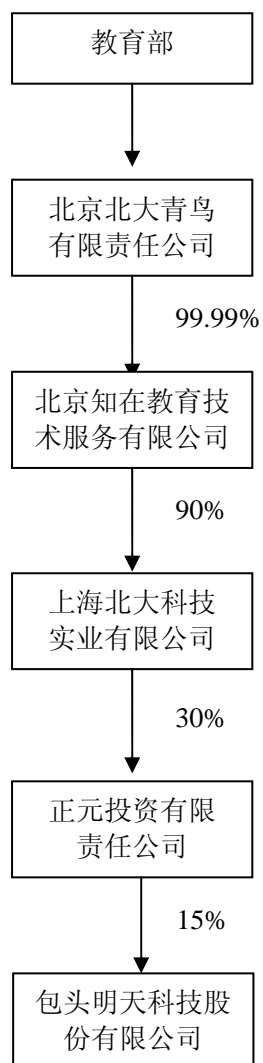 教育部
北京北大青鸟
有限责任公司
99.99%
北京知在教育技
术服务有限公司
90%
上海北大科技
实业有限公司
30%
正元投资有限
责任公司
15%
包头明天科技股
份有限公司